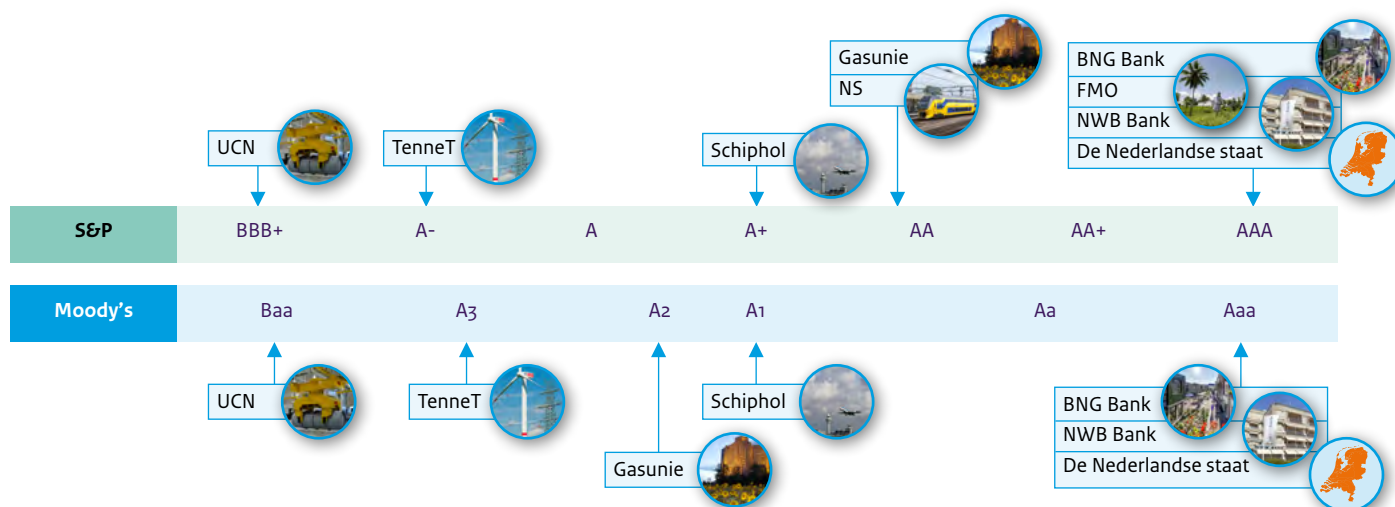 Gasunie
NS
BNG Bank
FMO
NWB Bank
De Nederlandse staat
UCN
TenneT
Schiphol
S&P BBB+ A- A A+ AA AA+ AAA
Moody's Baa A3 A2 A1 Aa Aaa
UCN
TenneT
Schiphol
Gasunie
BNG Bank
NWB Bank
De Nederlandse staat